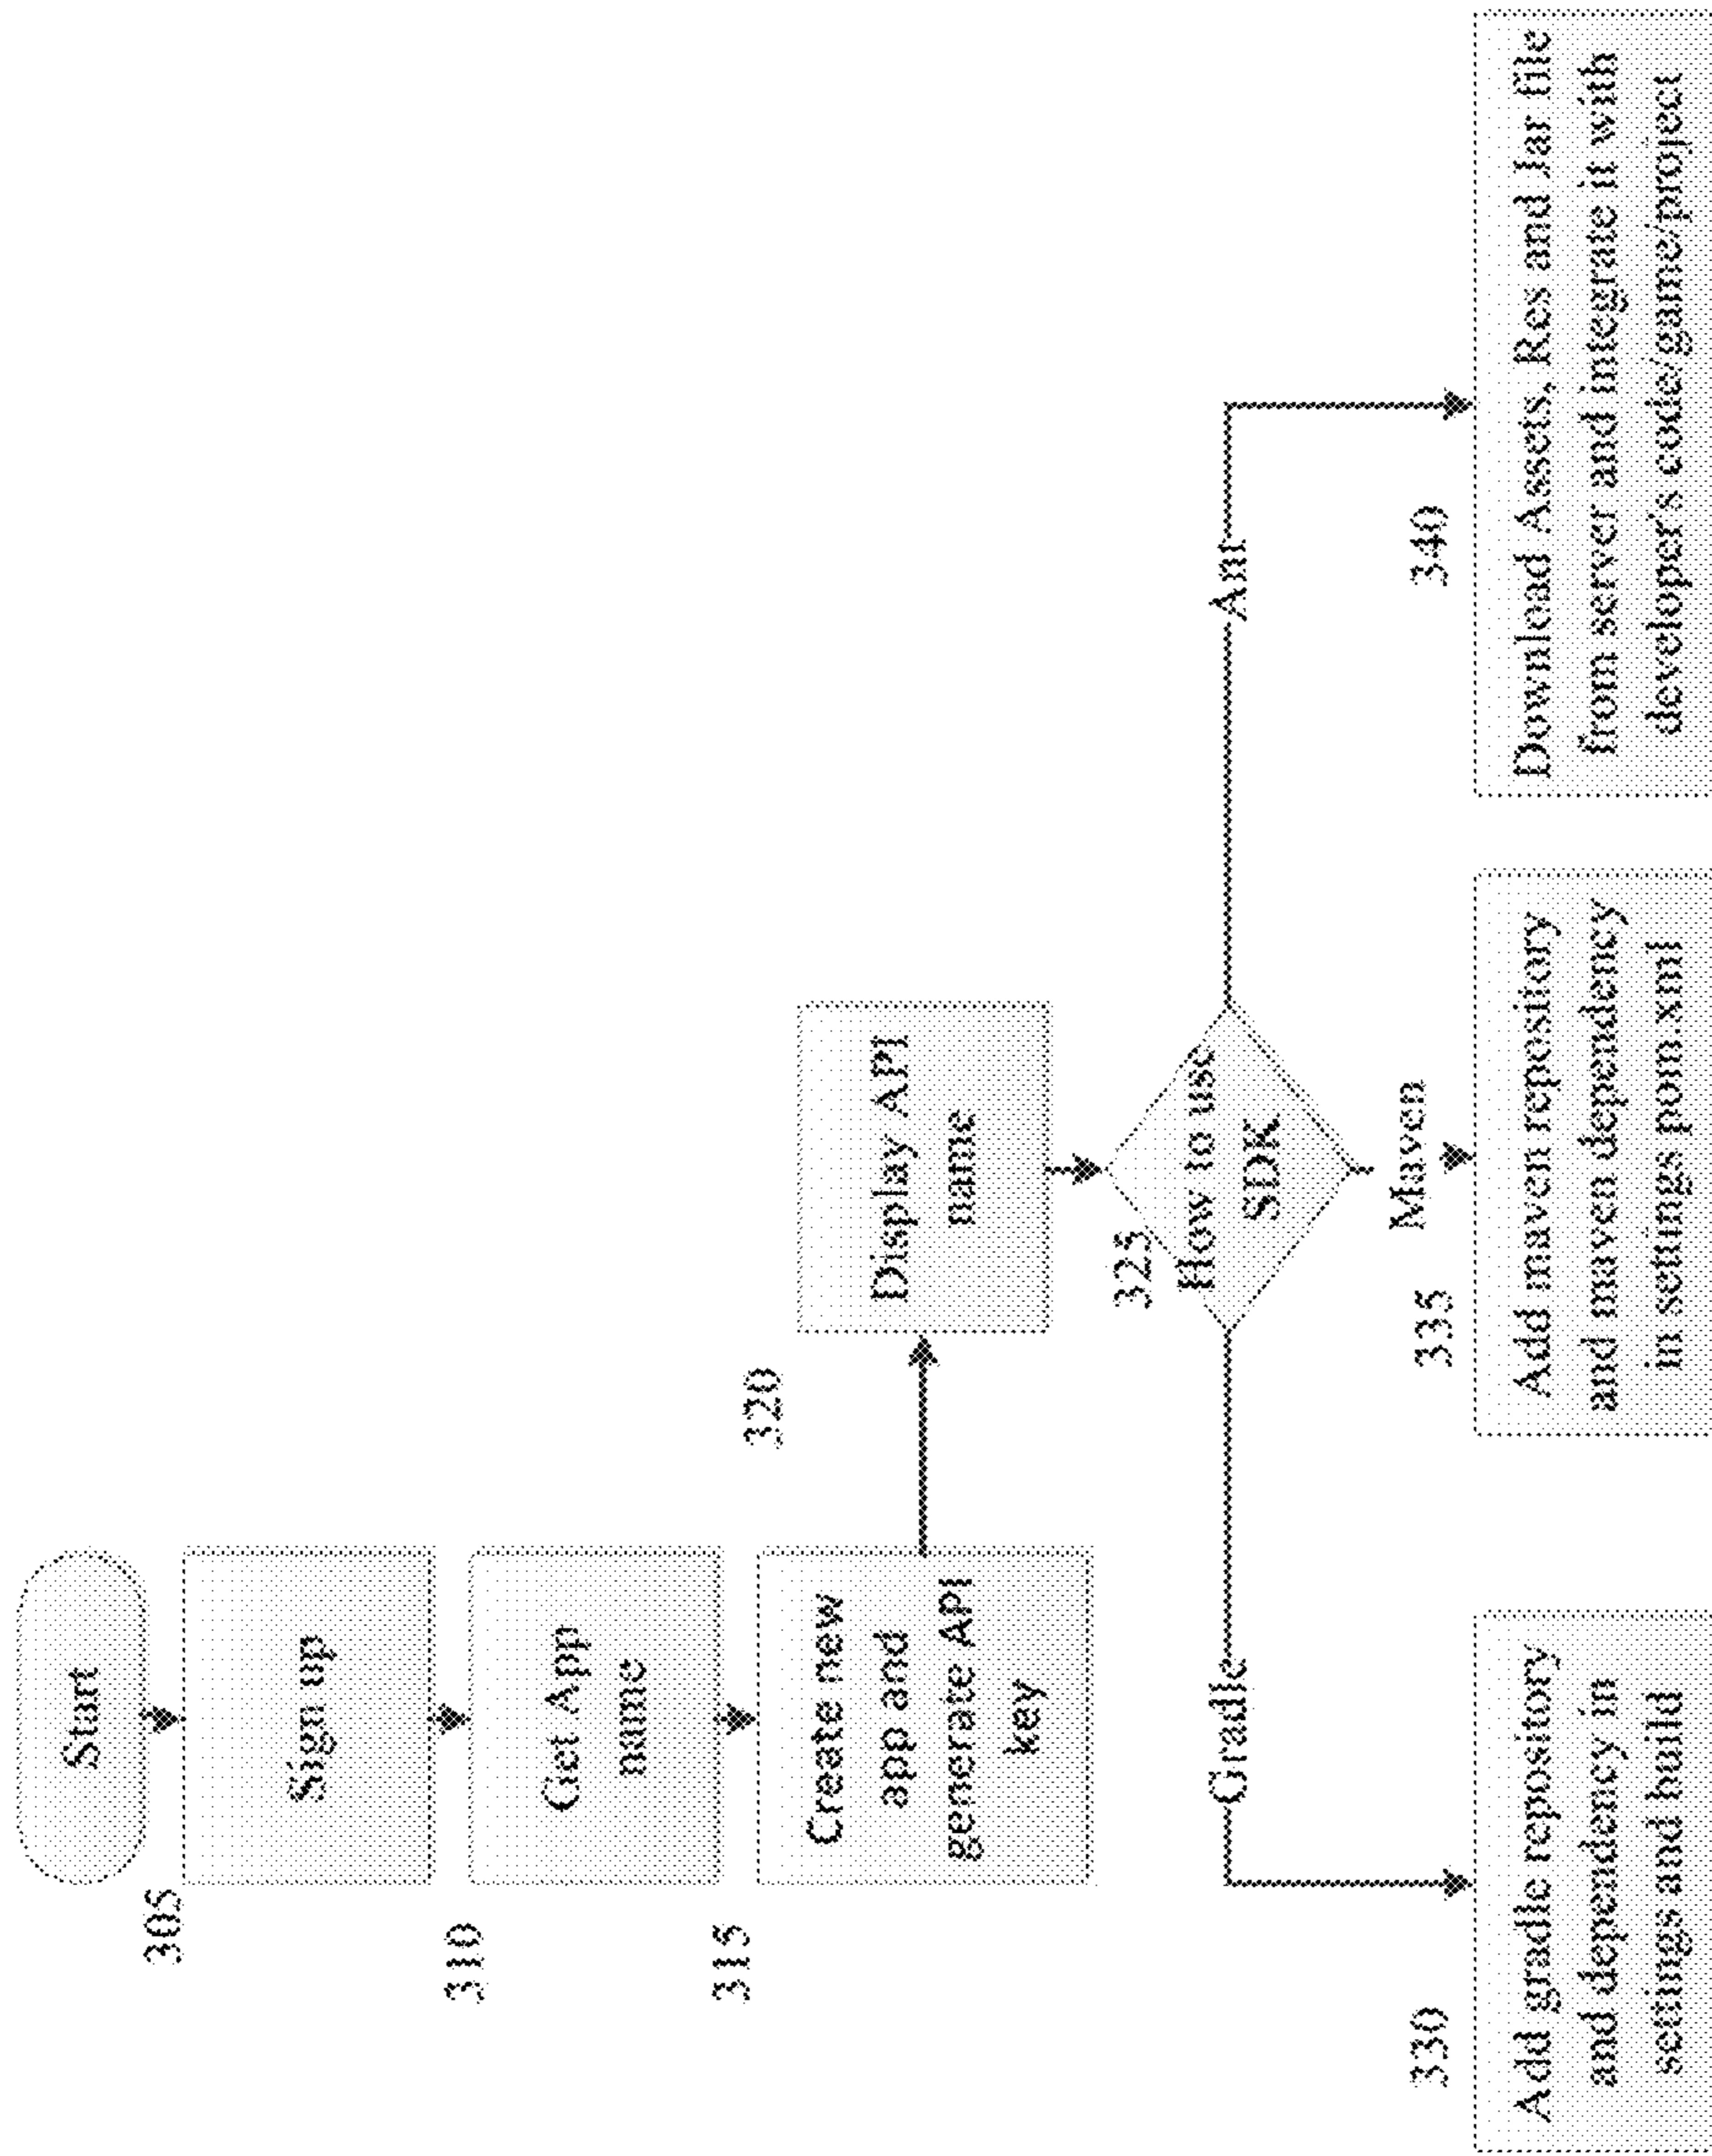 Start
305
Sign up
310
Get App
name
315
Create new
app and
generate API
key
320
Display API
name
325
How to use
SDK
Gradle
Maven
Ant
330
Add gradle repository
and dependency in
settings and build
335
Add maven repository
and maven dependency
in settings pom.xml
340
Download Assets, Res and Jar file
from server and integrate it with
developer's code/game/project